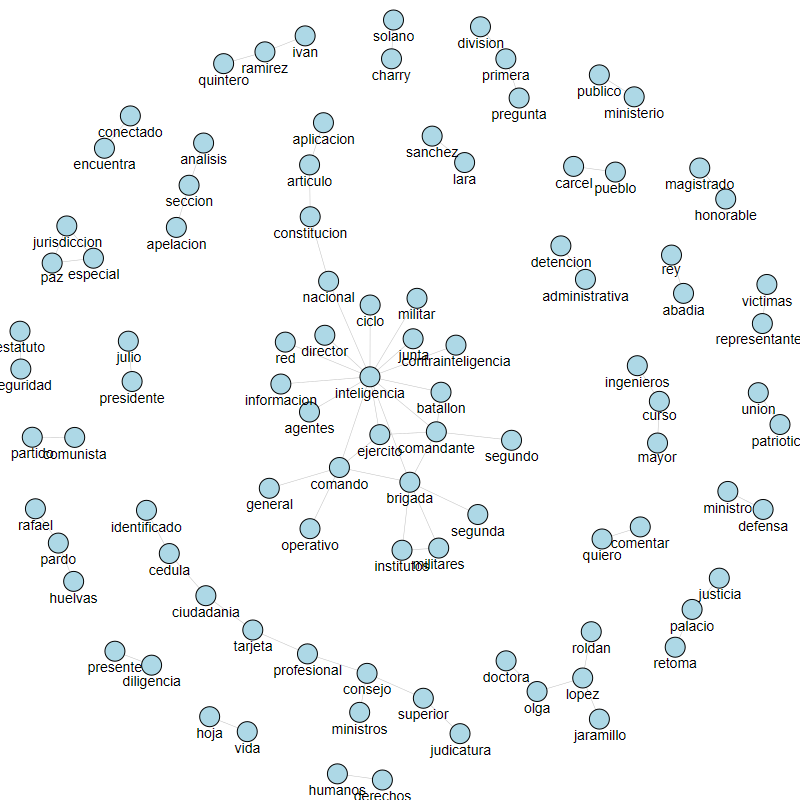 solano
ivan
division
ramirez
charry
primera
quintero
publico
ministerio
pregunta
conectado
aplicacion
sanchez
analisis
encuentra
lara
articulo
carcel
pueblo
magistrado
seccion
honorable
constitucion
jurisdiccion
apelacion
detencion
rey
paz
especial
nacional
administrativa
abadia
victimas
militar
ciclo
representante
estatuto
director
junta
red
julio
contrainteligencia
eguridad
inteligencia
ingenieros
presidente
informacion
batallon
union
curso
agentes
patriotic
partido
comunista
ejercito
comandante
segundo
mayor
comando
brigada
general
ministro
rafael
identificado
defensa
segunda
operativo
comentar
quiero
pardo
institutos
militares
cedula
huelvas
justicia
ciudadania
palacio
tarjeta
roldan
retoma
presente
profesional
doctora
diligencia
consejo
lopez
olga
superior
ministros
hoja
jaramillo
vida
judicatura
humanos
derechos